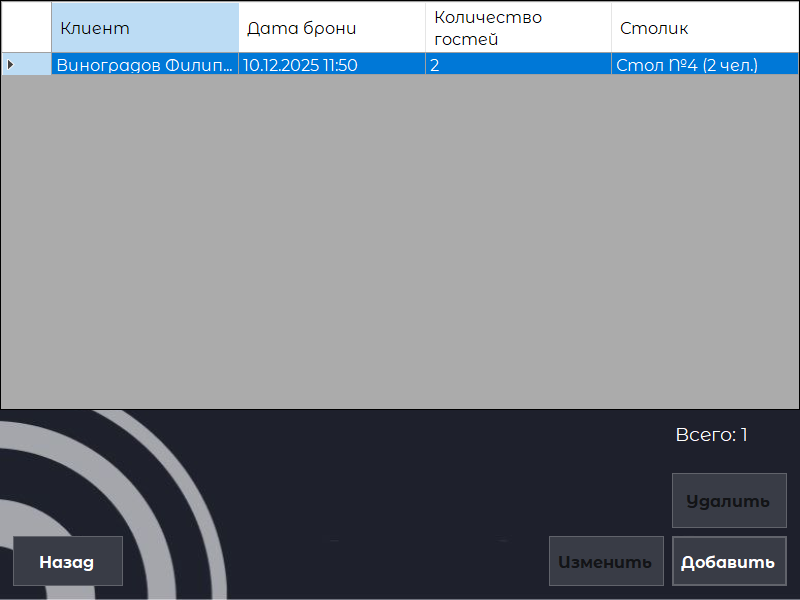 Клиент
Дата брони
Количество
гостей
Столик
Виноградов Филип...
10.12.2025 11:50
2
Стол №4 (2 чел.)
Всего: 1
Удалить
Назад
Изменить
Добавить